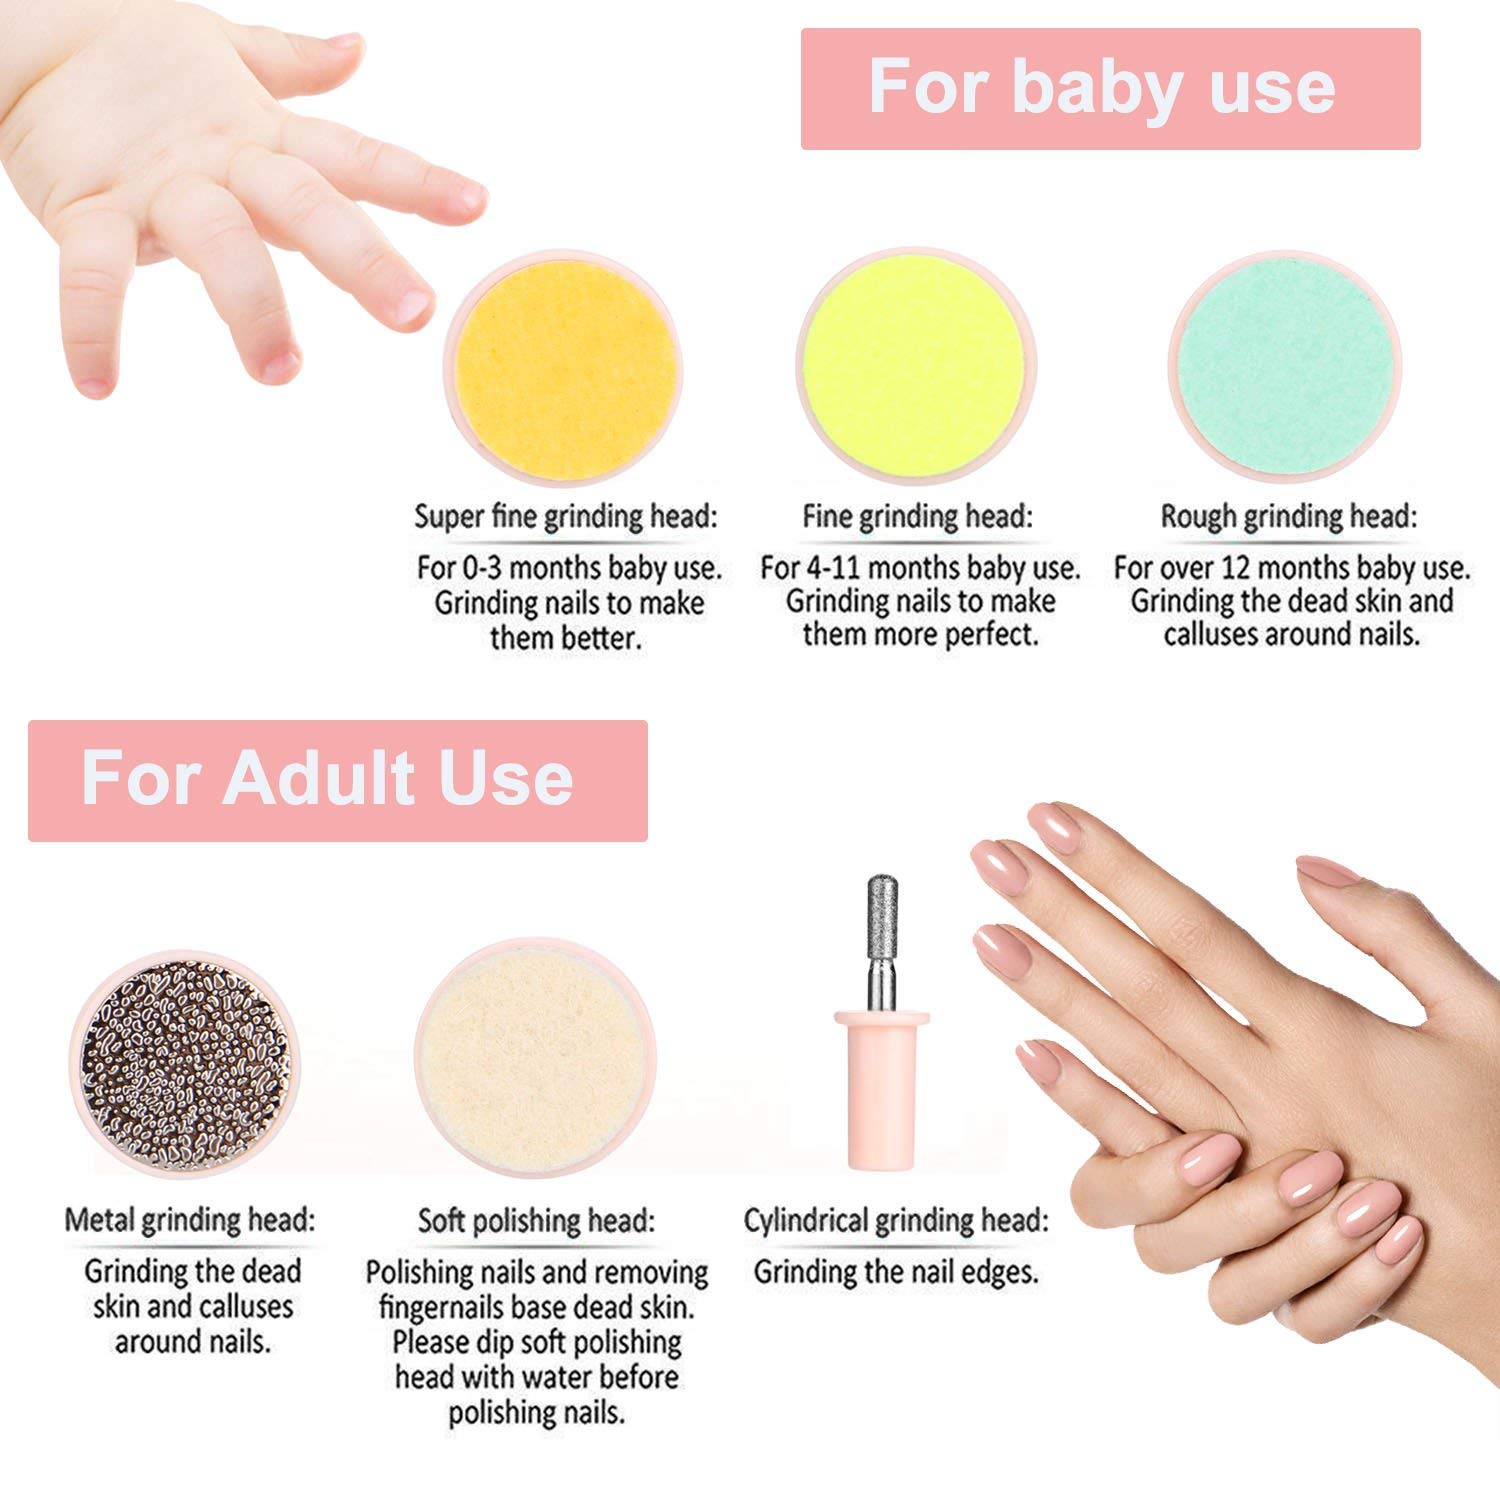 For baby use
Super fine grinding head:
For 0-3 months baby use.
Grinding nails to make
them better.
Fine grinding head:
For 4-11 months baby use.
Grinding nails to make
them more perfect.
Rough grinding head:
For over 12 months baby use.
Grinding the dead skin and
calluses around nails.
For Adult Use
Metal grinding head:
Grinding the dead
skin and calluses
around nails.
Soft polishing head:
Polishing nails and removing
fingernails base dead skin.
Please dip soft polishing
head with water before
polishing nails.
Cylindrical grinding head:
Grinding the nail edges.